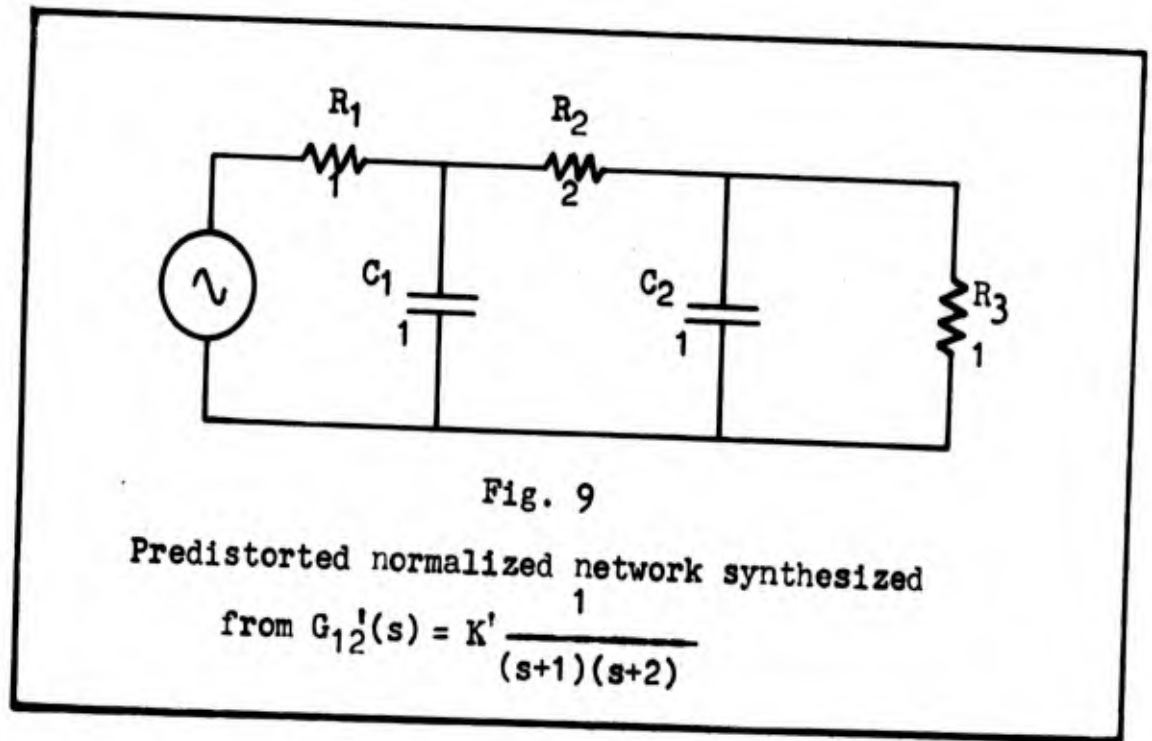 R1 R2
1 2
C1 C2 R3
1 1 1
Fig. 9
Predistorted normalized network synthesized
from G12'(s) = K' 1/(s+1)(s+2)